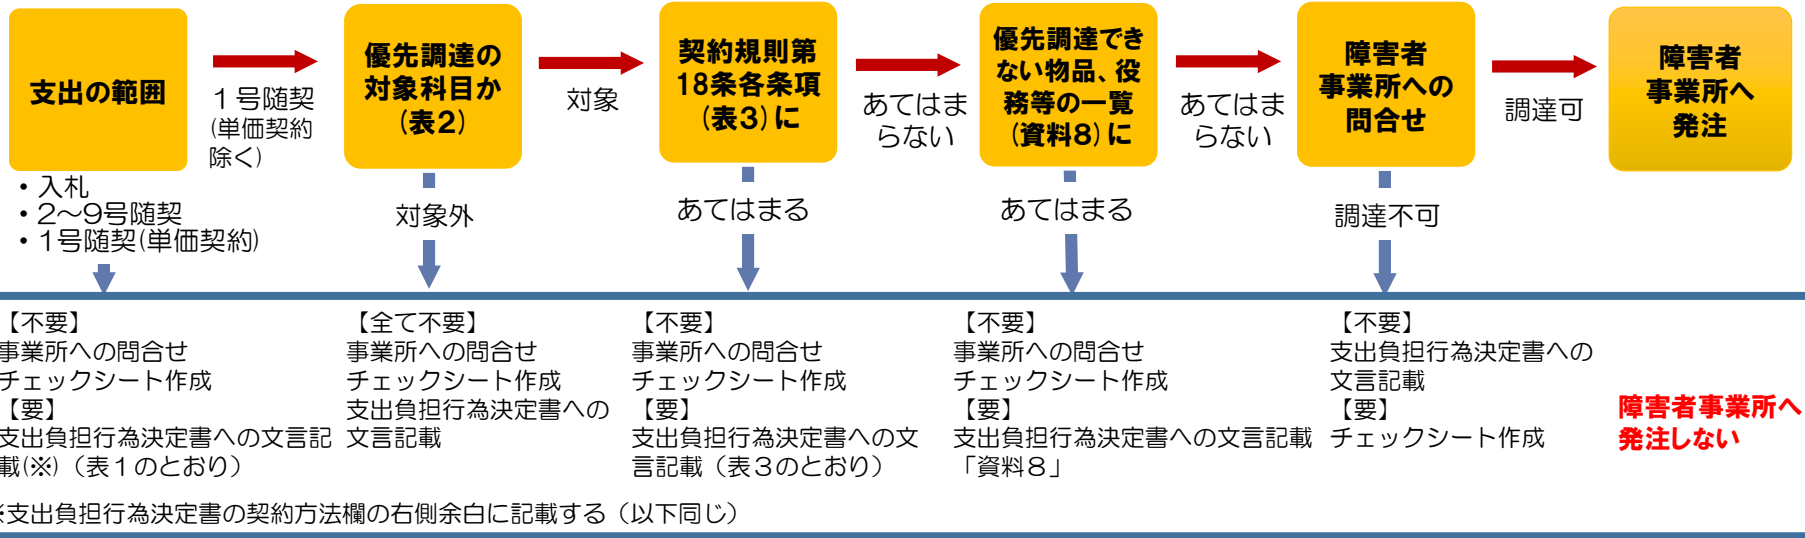 支出の範囲
１号随契
(単価契約
除く)
優先調達の
対象科目か
(表２)
対象
契約規則第
18条各条項
(表３)に
あてはま
らない
優先調達でき
ない物品、役
務等の一覧
(資料８)に
あてはま
らない
障害者
事業所への
問合せ
調達可
障害者
事業所へ
発注
・入札
・2～9号随契
・1号随契(単価契約)
対象外
あてはまる
あてはまる
調達不可
【不要】
事業所への問合せ
チェックシート作成
【要】
支出負担行為決定書への文言記
載(※)（表１のとおり）
【全て不要】
事業所への問合せ
チェックシート作成
支出負担行為決定書への
文言記載
【不要】
事業所への問合せ
チェックシート作成
【要】
支出負担行為決定書への文
言記載（表３のとおり）
【不要】
事業所への問合せ
チェックシート作成
【要】
支出負担行為決定書への文言記載
「資料８」
【不要】
支出負担行為決定書への
文言記載
【要】
チェックシート作成
障害者事業所へ
発注しない
※支出負担行為決定書の契約方法欄の右側余白に記載する（以下同じ）